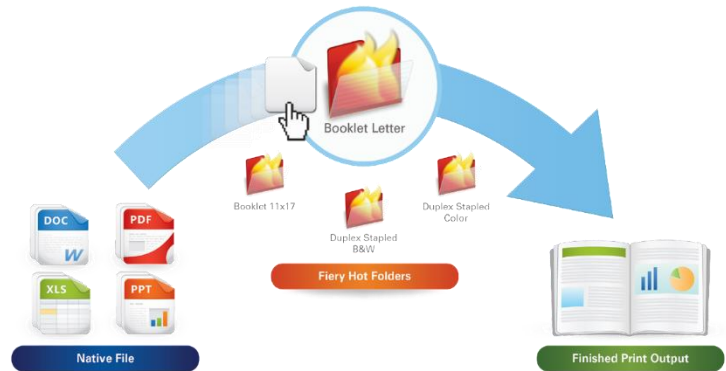 Booklet Letter
Booklet 11x17
Duplex Stapled
B&W
Duplex Stapled
Color
DOC
W
PDF
XLS
PPT
Fiery Hot Folders
Native File
Finished Print Output